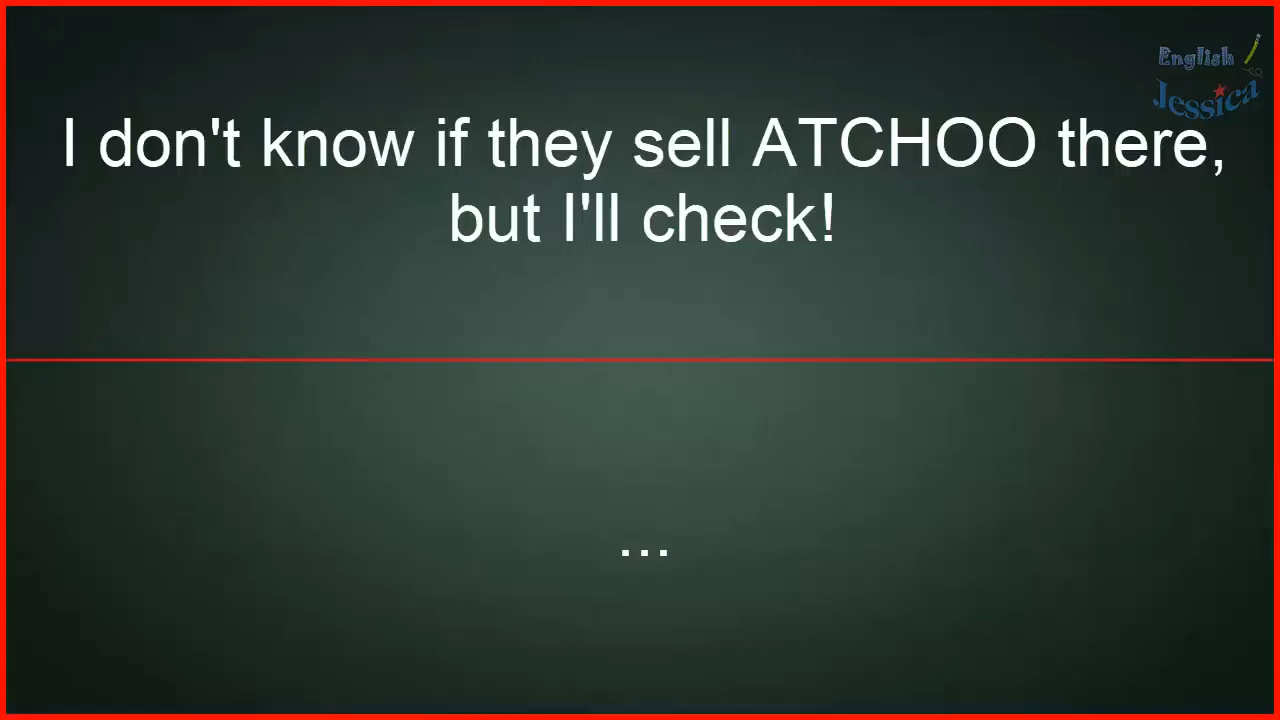 English
Jessica
I don't know if they sell ATCHOO there,
but I'll check!
...